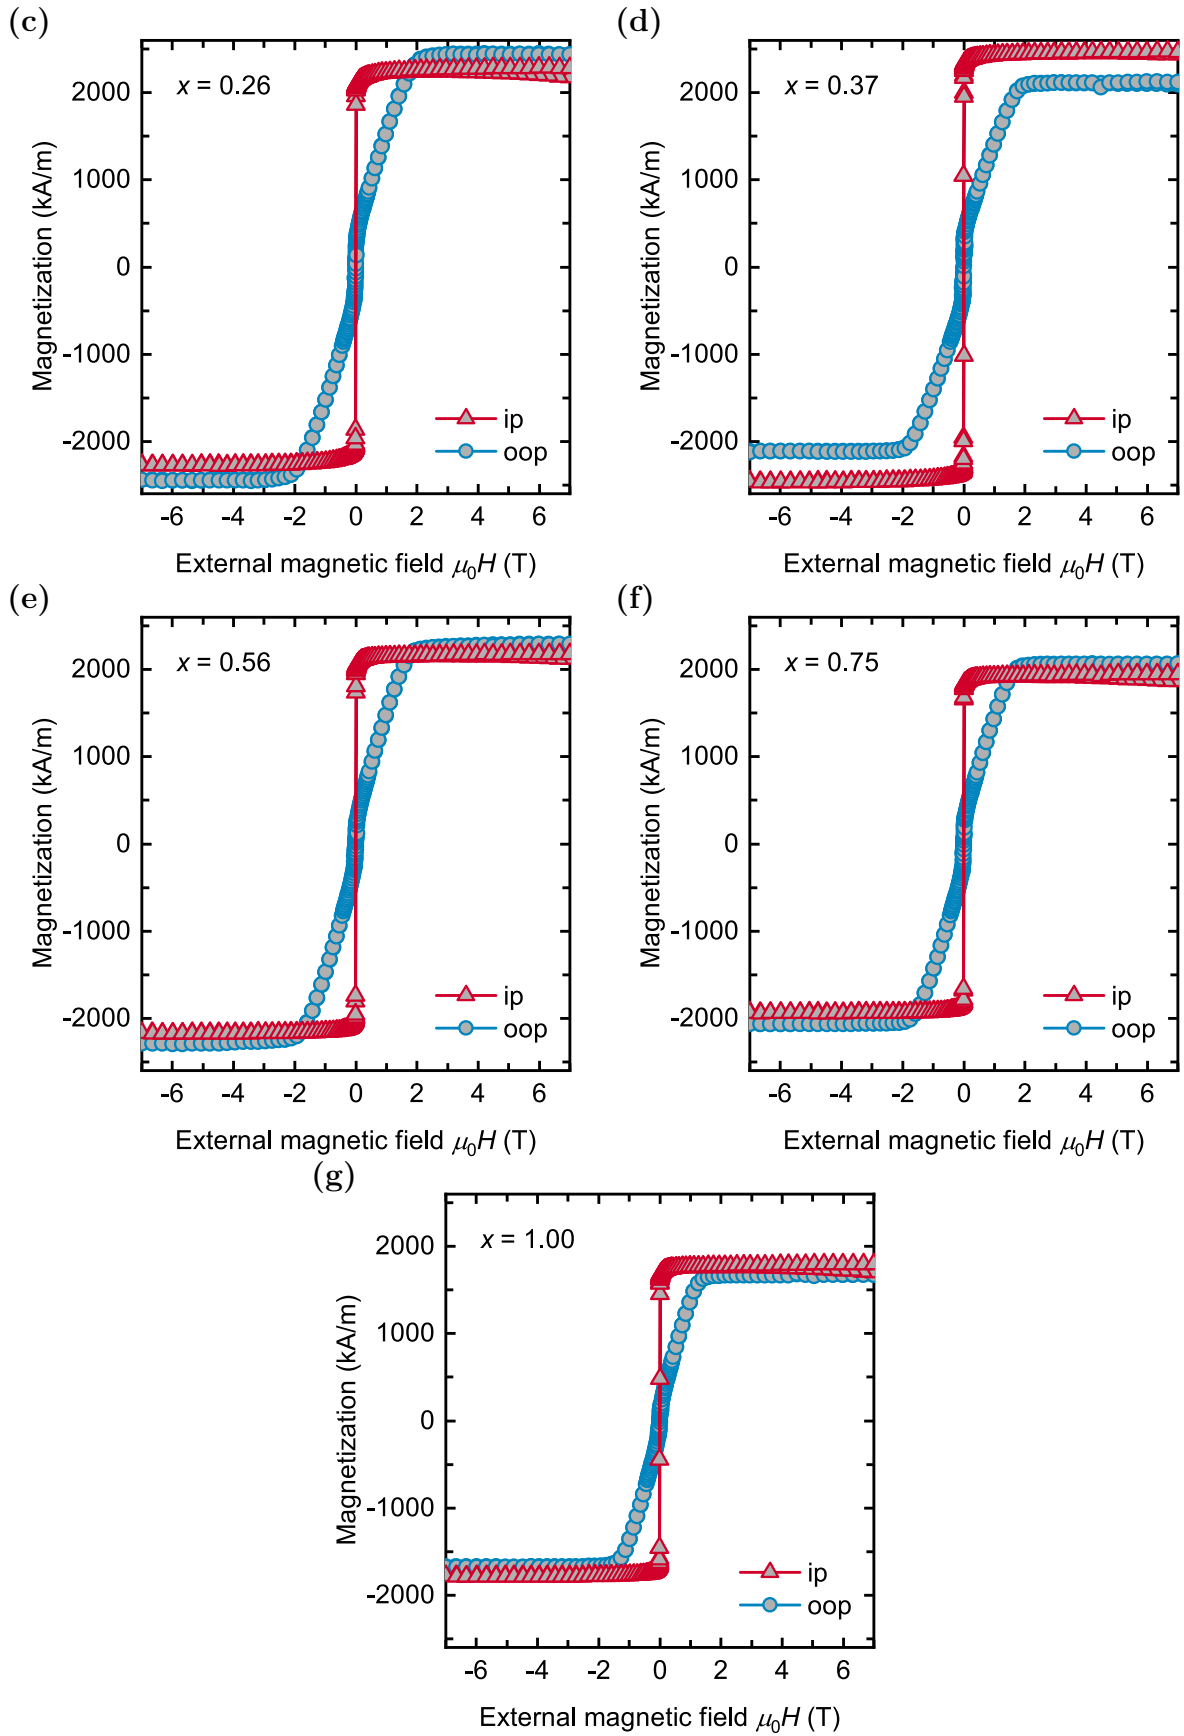 (c)
x = 0.26
Magnetization (kA/m)
2000
1000
0
-1000
-2000
ip
oop
-6 -4 -2 0 2 4 6
External magnetic field μ₀H (T)
(d)
x = 0.37
Magnetization (kA/m)
2000
1000
0
-1000
-2000
ip
oop
-6 -4 -2 0 2 4 6
External magnetic field μ₀H (T)
(e)
x = 0.56
Magnetization (kA/m)
2000
1000
0
-1000
-2000
ip
oop
-6 -4 -2 0 2 4 6
External magnetic field μ₀H (T)
(f)
x = 0.75
Magnetization (kA/m)
2000
1000
0
-1000
-2000
ip
oop
-6 -4 -2 0 2 4 6
External magnetic field μ₀H (T)
(g)
x = 1.00
Magnetization (kA/m)
2000
1000
0
-1000
-2000
ip
oop
-6 -4 -2 0 2 4 6
External magnetic field μ₀H (T)